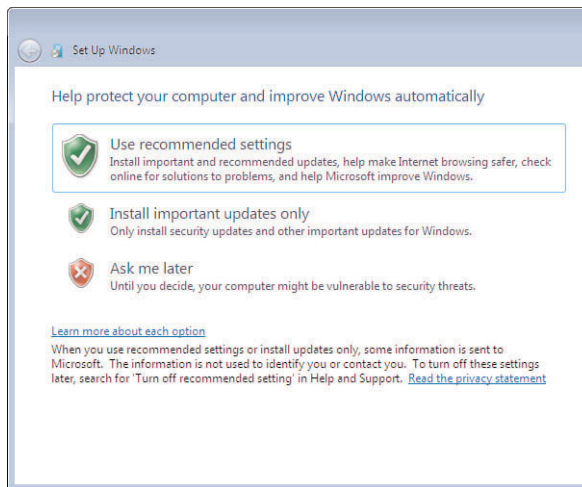 Set Up Windows
Help protect your computer and improve Windows automatically
Use recommended settings
Install important and recommended updates, help make Internet browsing safer, check
online for solutions to problems, and help Microsoft improve Windows.
Install important updates only
Only install security updates and other important updates for Windows.
Ask me later
Until you decide, your computer might be vulnerable to security threats.
Learn more about each option
When you use recommended settings or install updates only, some information is sent to
Microsoft. The information is not used to identify you or contact you. To turn off these settings
later, search for 'Turn off recommended setting' in Help and Support. Read the privacy statement